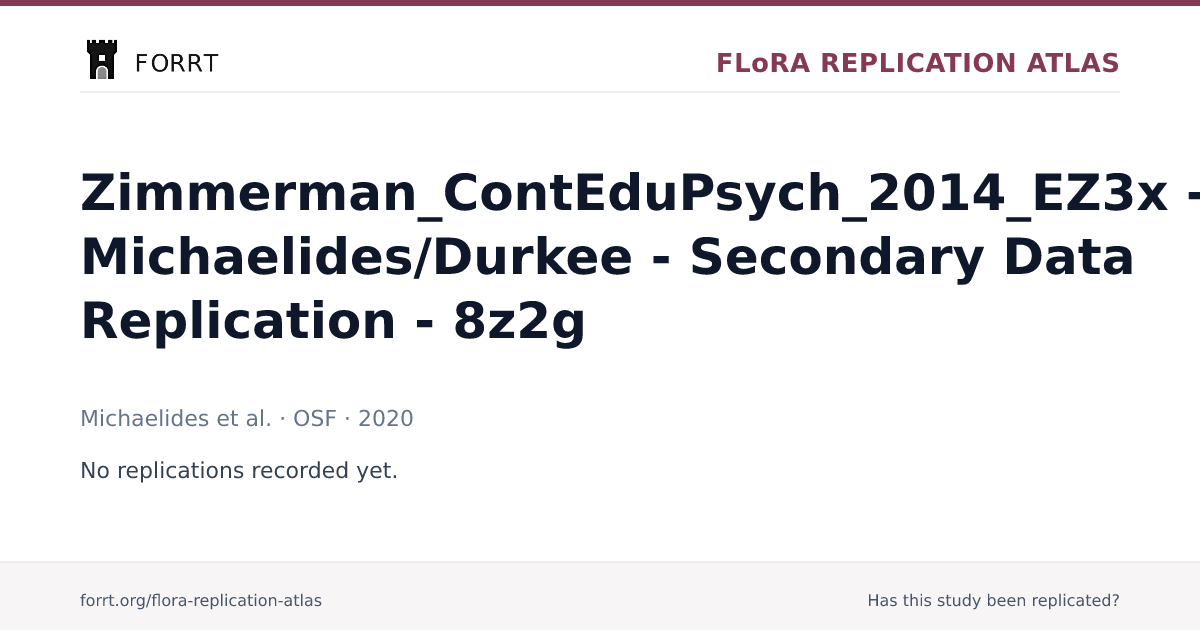 FORRT
FLoRA REPLICATION ATLAS
Zimmerman_ContEduPsych_2014_EZ3x -
Michaelides/Durkee - Secondary Data
Replication - 8z2g
Michaelides et al. · OSF · 2020
No replications recorded yet.
forrt.org/flora-replication-atlas
Has this study been replicated?